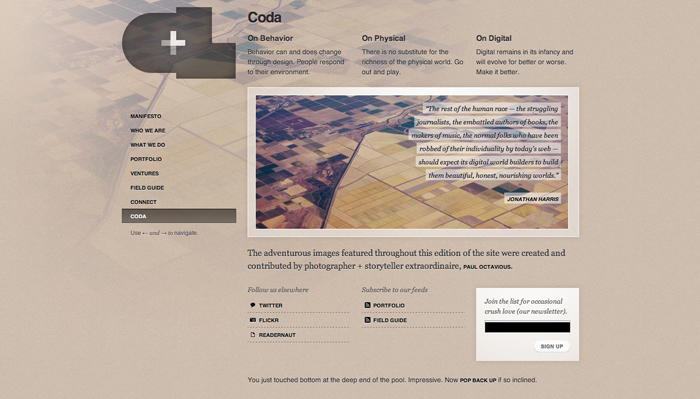 Coda
On Behavior
Behavior can and does change
through design. People respond
to their environment.
On Physical
There is no substitute for the
richness of the physical world. Go
out and play.
On Digital
Digital remains in its infancy and
will evolve for better or worse.
Make it better.
MANIFESTO
WHO WE ARE
WHAT WE DO
PORTFOLIO
VENTURES
FIELD GUIDE
CONNECT
CODA
Use ← and → to navigate.
"The rest of the human race — the struggling
journalists, the embattled authors of books, the
makers of music, the normal folks who have been
robbed of their individuality by today's web —
should expect its digital world builders to build
them beautiful, honest, nourishing worlds."
JONATHAN HARRIS
The adventurous images featured throughout this edition of the site were created and
contributed by photographer + storyteller extraordinaire, PAUL OCTAVIOUS.
Follow us elsewhere
TWITTER
FLICKR
READERNAUT
Subscribe to our feeds
PORTFOLIO
FIELD GUIDE
Join the list for occasional
crush love (our newsletter).
SIGN UP
You just touched bottom at the deep end of the pool. Impressive. Now POP BACK UP if so inclined.